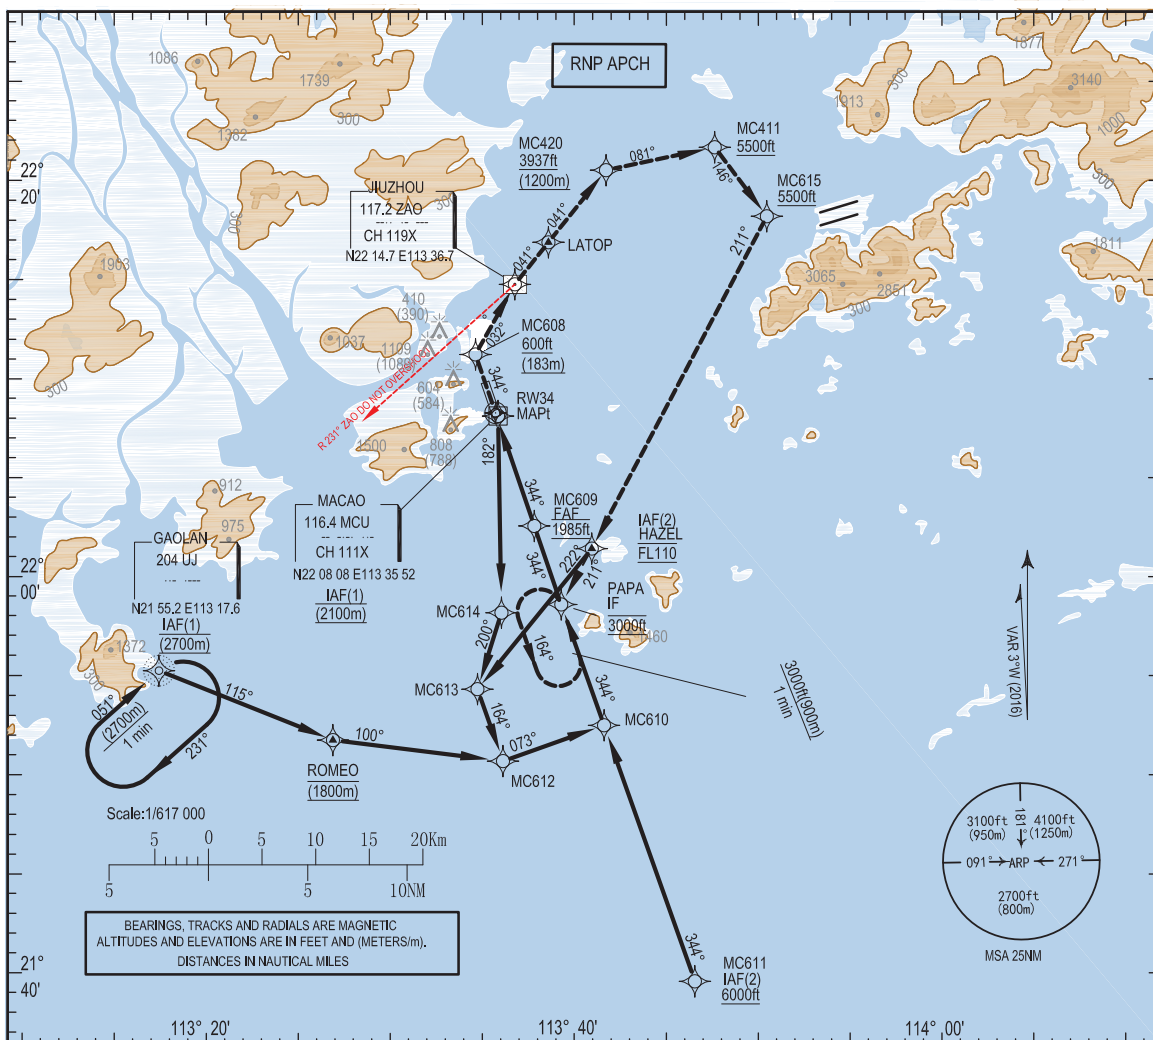 RNP APCH
1086
1739
1382
300
300
1903
300
1037
300
1877
300
1913
3140
1000
300
1811
3065
2851
300
22°
20'
JIUZHOU
117.2 ZAO
CH 119X
N22 14.7 E113 36.7
MC420
3937ft
(1200m)
081°
MC411
5500ft
146°
MC615
5500ft
211°
041°
LATOP
041°
032°
MC608
600ft
(183m)
344°
RW34
MAPt
R 231° ZAO DO NOT OVERSHOOT
410
(390)
1109
604
(584)
808
(788)
1500
912
975
182°
MACAO
116.4 MCU
CH 111X
N22 08 08 E113 35 52
IAF(1)
(2100m)
GAOLAN
204 UJ
N21 55.2 E113 17.6
IAF(1)
(2700m)
22°
00'
344°
MC609
FAF
1985ft
344°
IAF(2)
HAZEL
FL110
222°
211°
PAPA
IF
3000ft
460
MC614
200°
164°
MC613
164°
3000ft(900m)
1 min
344°
MC610
073°
MC612
1372
300
051°
(2700m)
1 min
231°
115°
ROMEO
(1800m)
100°
VAR 3°W (2016)
Scale:1/617 000
5 0 5 10 15 20Km
5 0 5 10NM
BEARINGS, TRACKS AND RADIALS ARE MAGNETIC
ALTITUDES AND ELEVATIONS ARE IN FEET AND (METERS/m).
DISTANCES IN NAUTICAL MILES
344°
MC611
IAF(2)
6000ft
3100ft
(950m)
181°
4100ft
(1250m)
091° ARP 271°
2700ft
(800m)
MSA 25NM
21°
40'
113° 20'
113° 40'
114° 00'